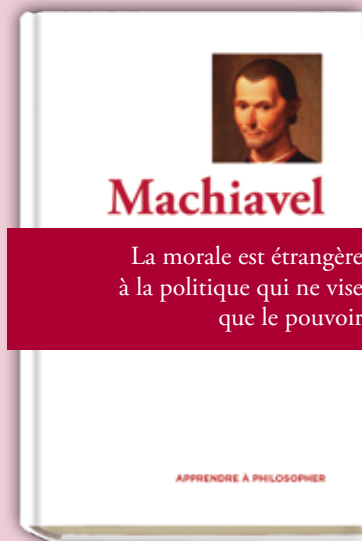 Machiavel
La morale est étrangère
à la politique qui ne vise
que le pouvoir
APPRENDRE À PHILOSOPHER